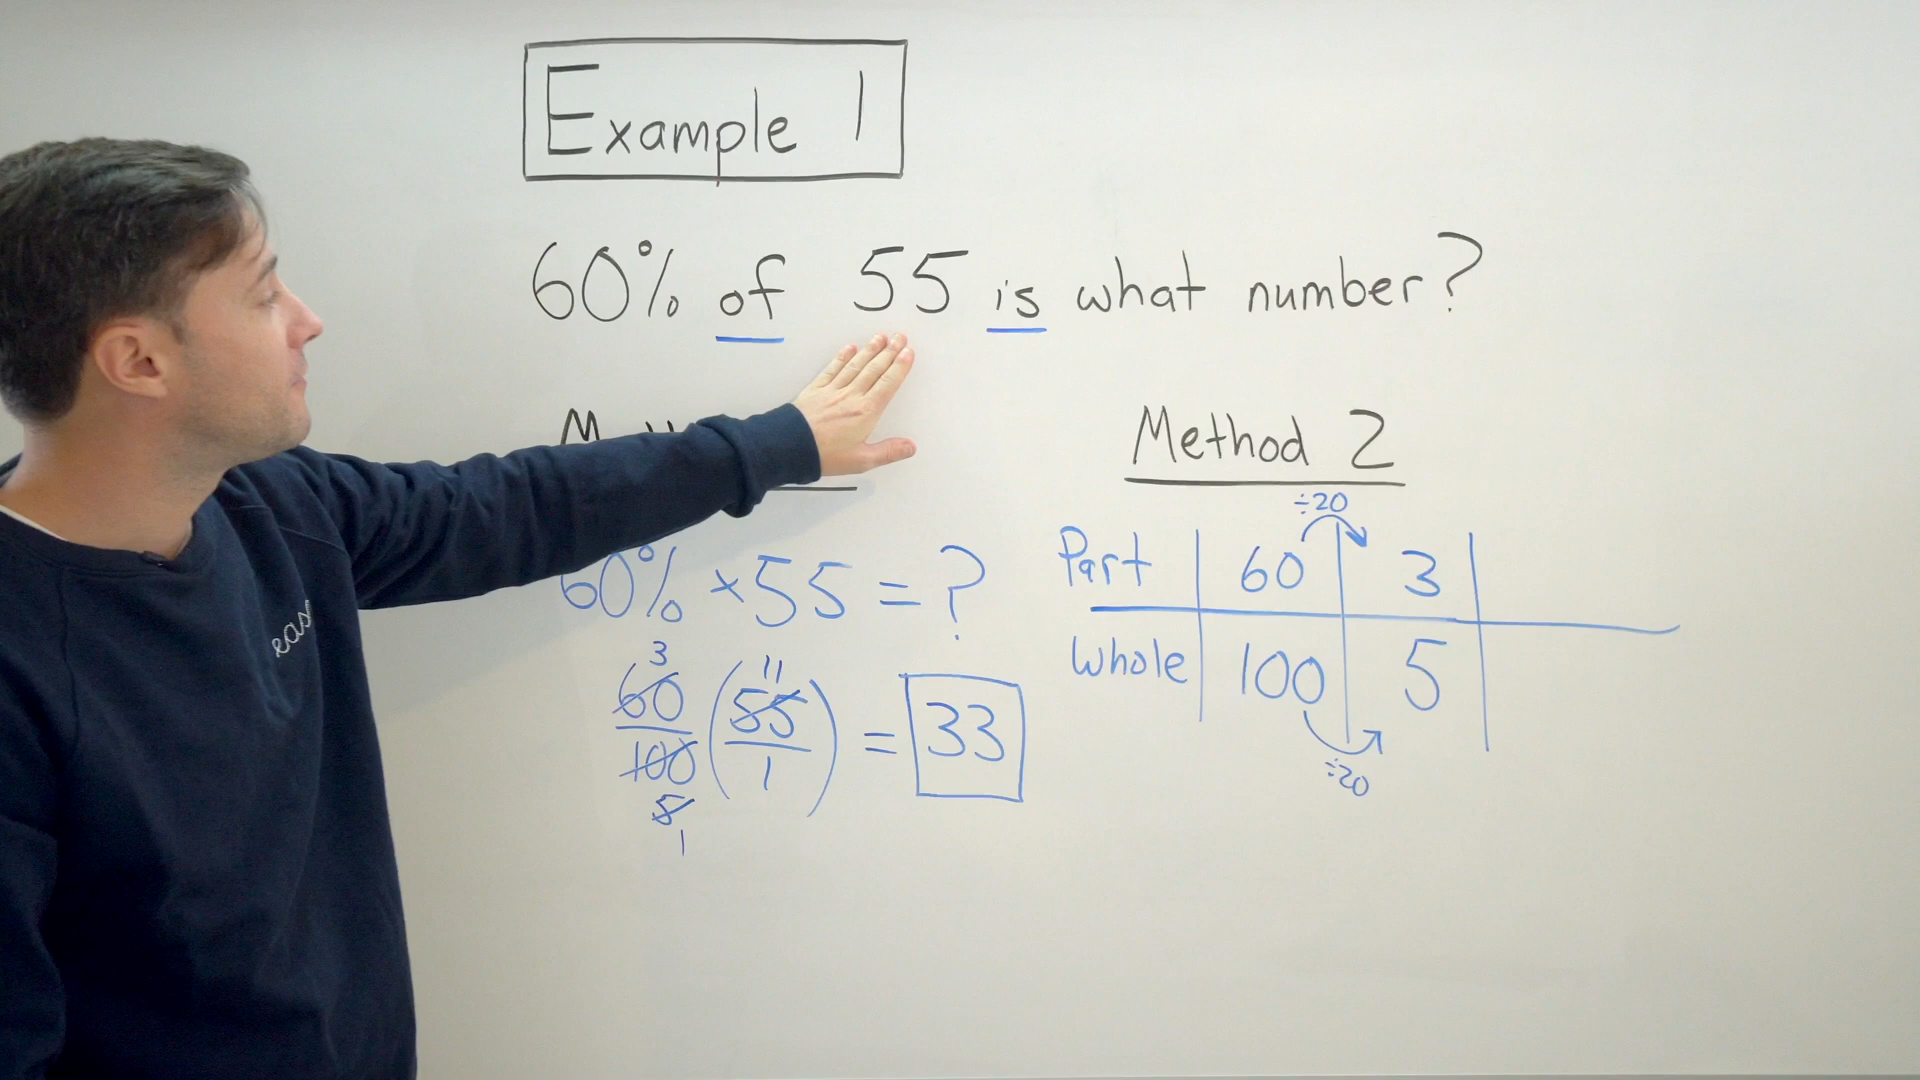 Example 1
60% of 55 is what number?
Method 2
÷20
60% × 55 = ?
Part 60 3
Whole 100 5
3 11
60/100 (55/1) = 33
5
1
÷20